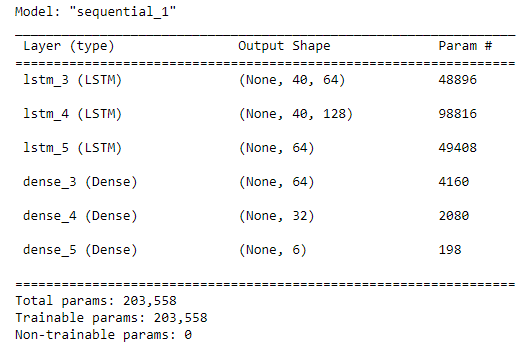 Model: "sequential_1"
_________________________________________________________________
Layer (type) Output Shape Param #
=================================================================
lstm_3 (LSTM) (None, 40, 64) 48896
lstm_4 (LSTM) (None, 40, 128) 98816
lstm_5 (LSTM) (None, 64) 49408
dense_3 (Dense) (None, 64) 4160
dense_4 (Dense) (None, 32) 2080
dense_5 (Dense) (None, 6) 198
=================================================================
Total params: 203,558
Trainable params: 203,558
Non-trainable params: 0